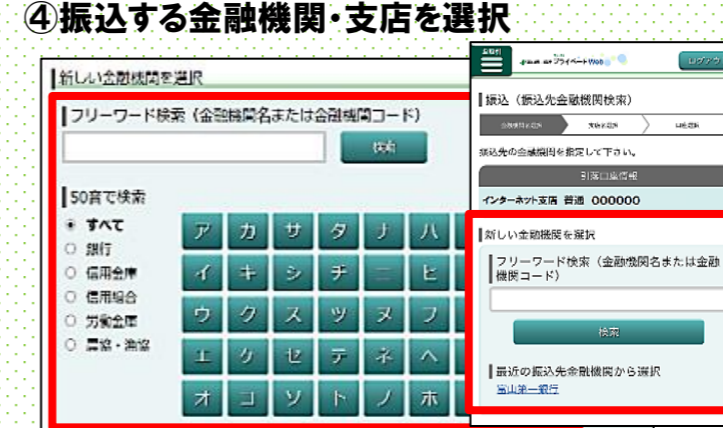 ④振込する金融機関・支店を選択
新しい金融機関を選択
フリーワード検索（金融機関名または金融機関コード）
検索
50音で検索
すべて
銀行
信用金庫
信用組合
労働金庫
農協・漁協
ア カ サ タ ナ ハ
イ キ シ チ ニ ヒ
ウ ク ス ツ ヌ フ
エ ケ セ テ ネ ヘ
オ コ ソ ト ノ ホ
プライベートWeb
ログアウ
振込（振込先金融機関検索）
振込先の金融機関を指定して下さい。
引落口座情報
インターネット支店 普通 000000
新しい金融機関を選択
フリーワード検索（金融機関名または金融
機関コード）
検索
最近の振込先金融機関から選択
富山第一銀行